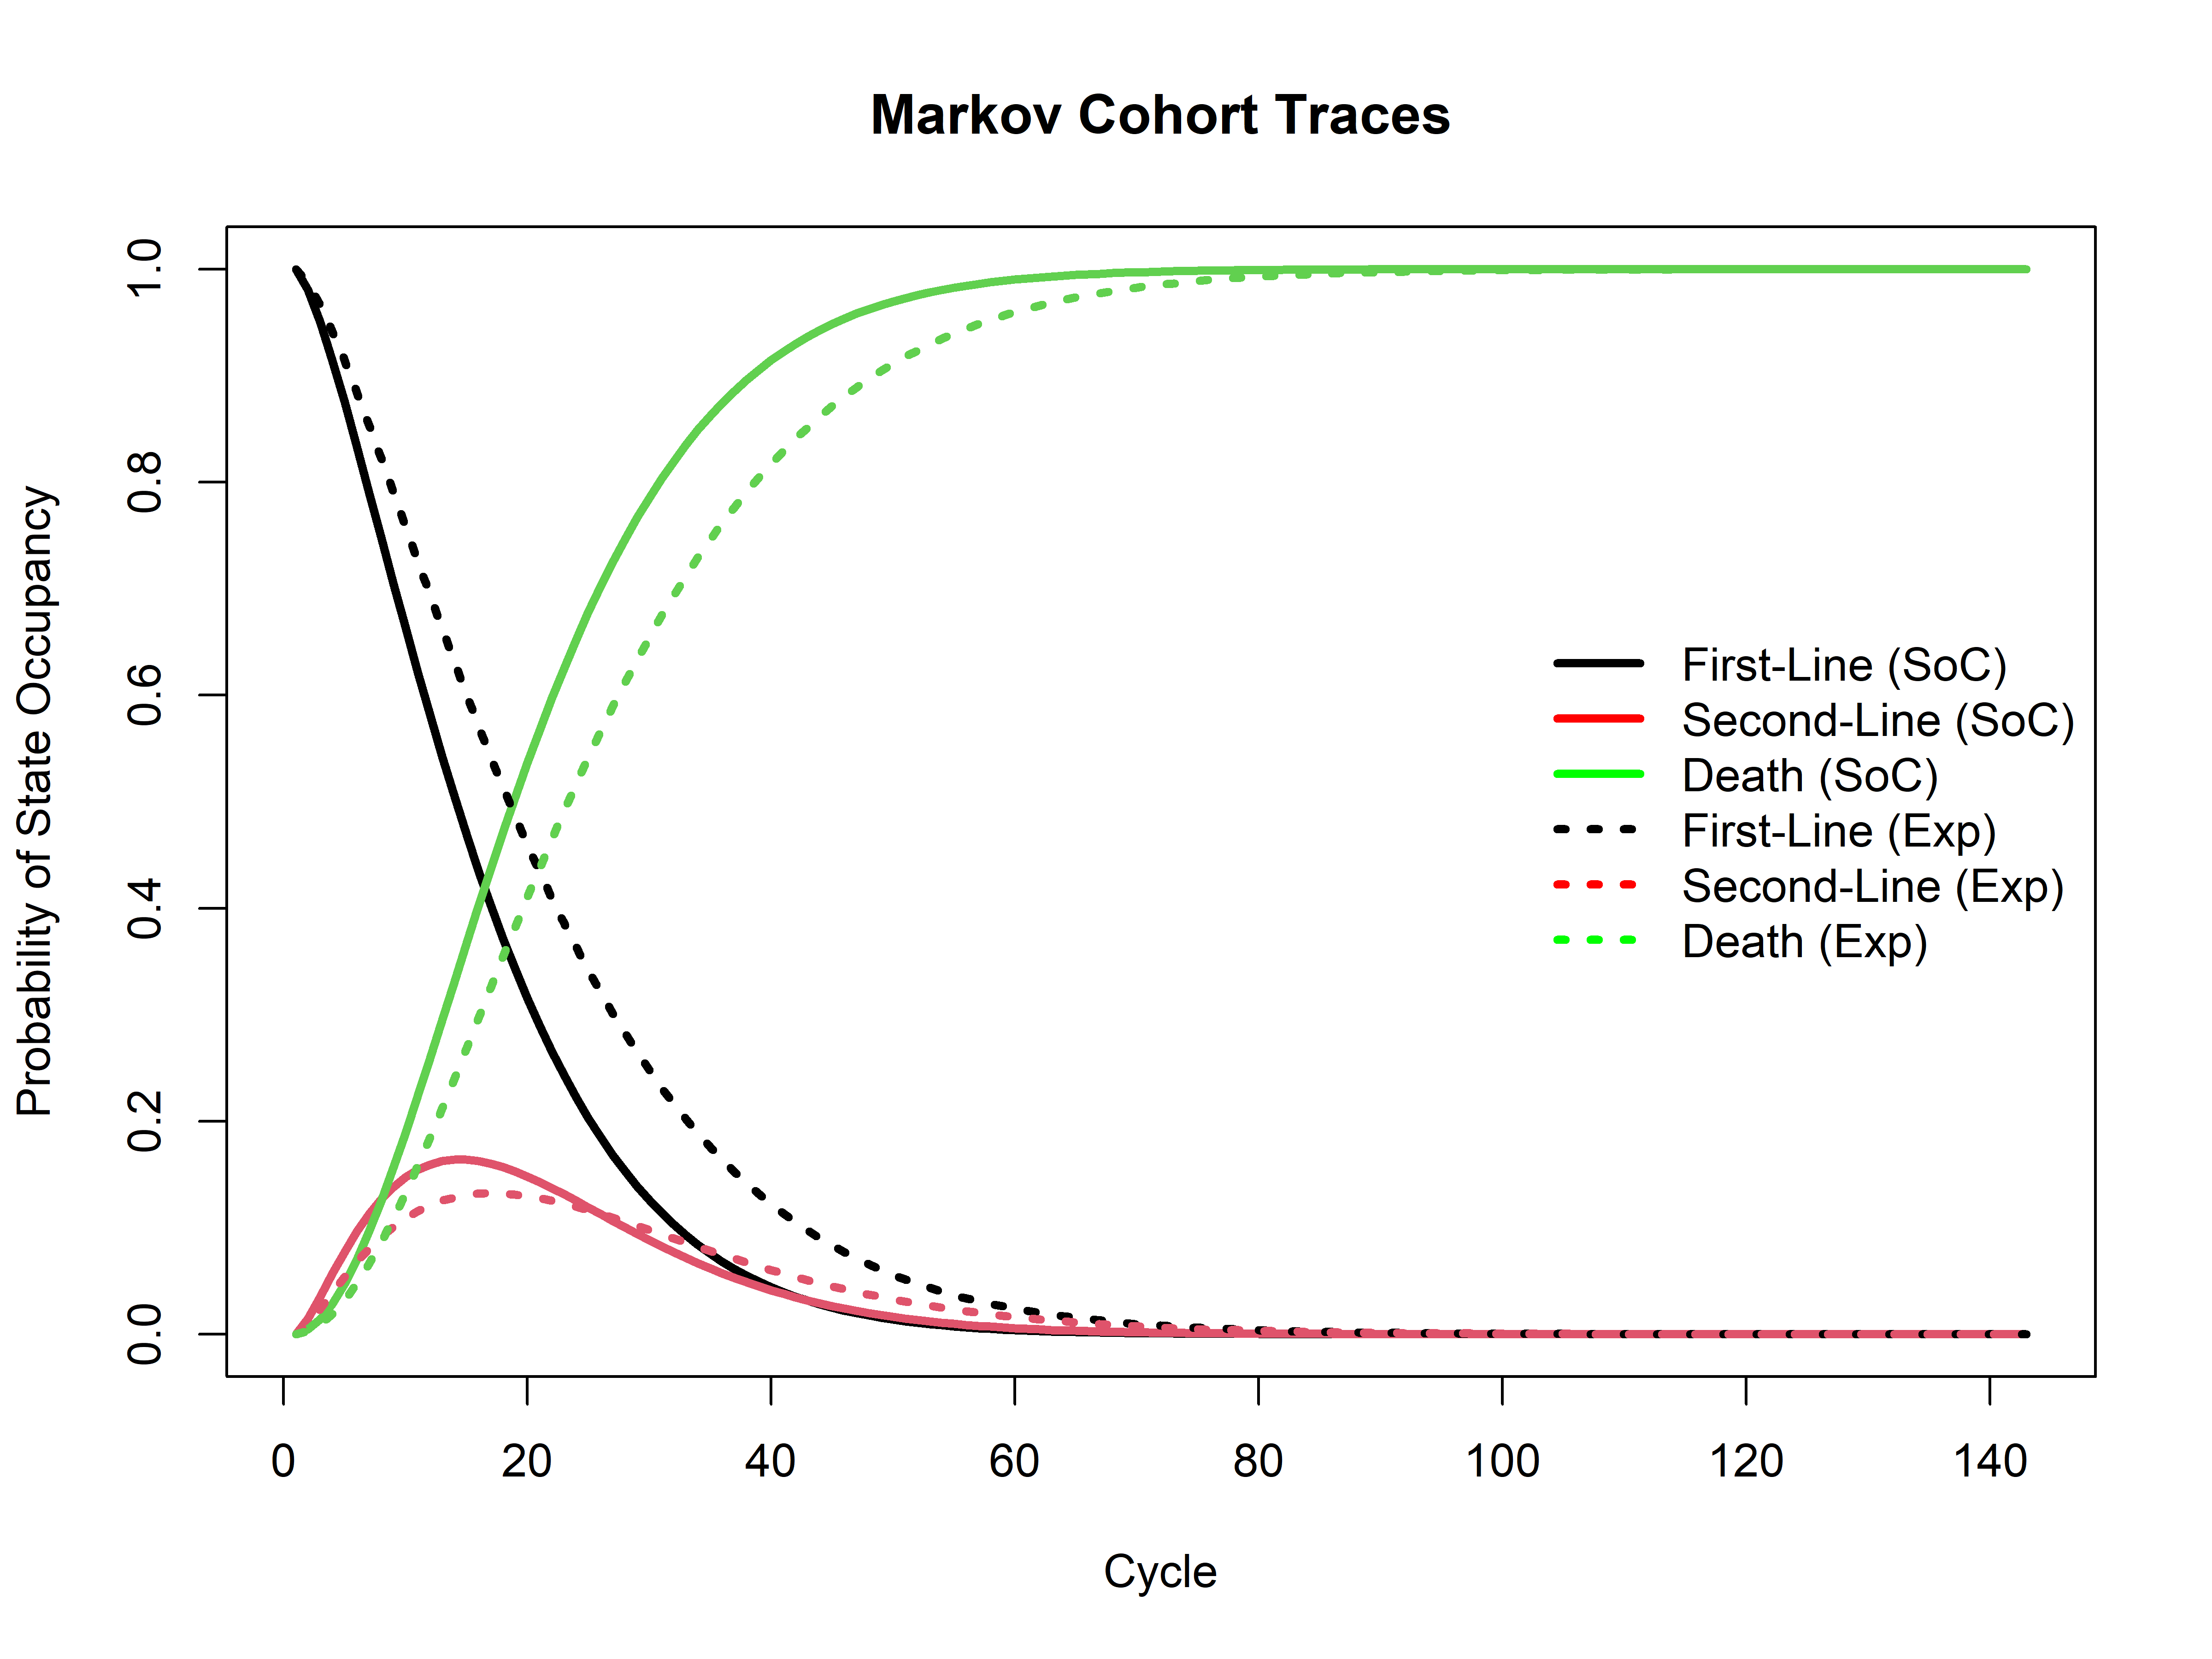 Markov Cohort Traces
Probability of State Occupancy
1.0
0.8
0.6
0.4
0.2
0.0
First-Line (SoC)
Second-Line (SoC)
Death (SoC)
First-Line (Exp)
Second-Line (Exp)
Death (Exp)
0 20 40 60 80 100 120 140
Cycle